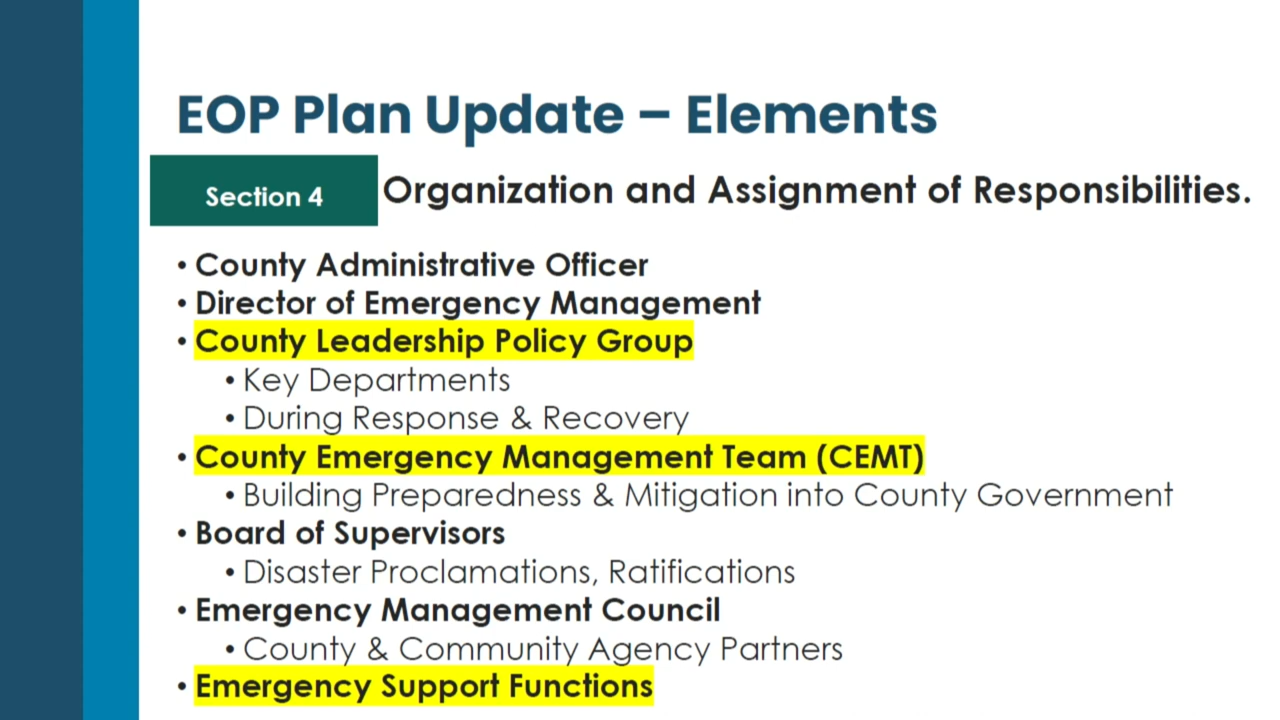 EOP Plan Update – Elements
Section 4
Organization and Assignment of Responsibilities.
• County Administrative Officer
• Director of Emergency Management
• County Leadership Policy Group
• Key Departments
• During Response & Recovery
• County Emergency Management Team (CEMT)
• Building Preparedness & Mitigation into County Government
• Board of Supervisors
• Disaster Proclamations, Ratifications
• Emergency Management Council
• County & Community Agency Partners
• Emergency Support Functions